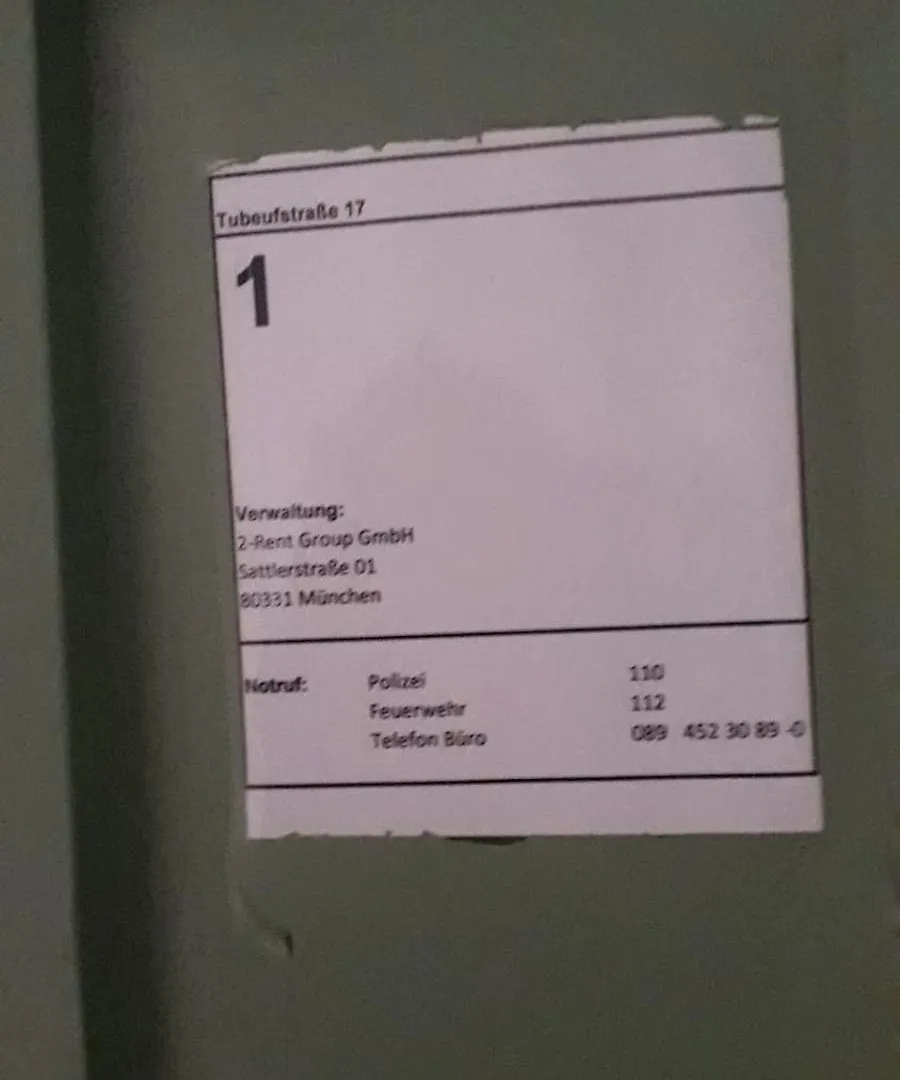 Tubeufstraße 17
1
Verwaltung:
2-Rent Group GmbH
Sattlerstraße 01
80331 München
Notruf: Polizei 110
Feuerwehr 112
Telefon Büro 089 452 30 89 -0